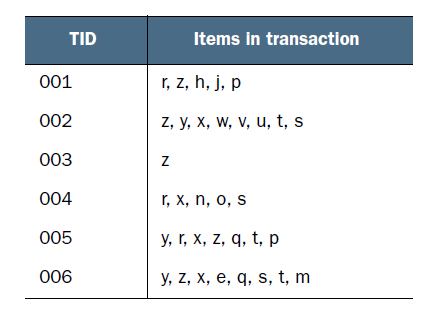 TID Items in transaction
001 r, z, h, j, p
002 z, y, x, w, v, u, t, s
003 z
004 r, x, n, o, s
005 y, r, x, z, q, t, p
006 y, z, x, e, q, s, t, m